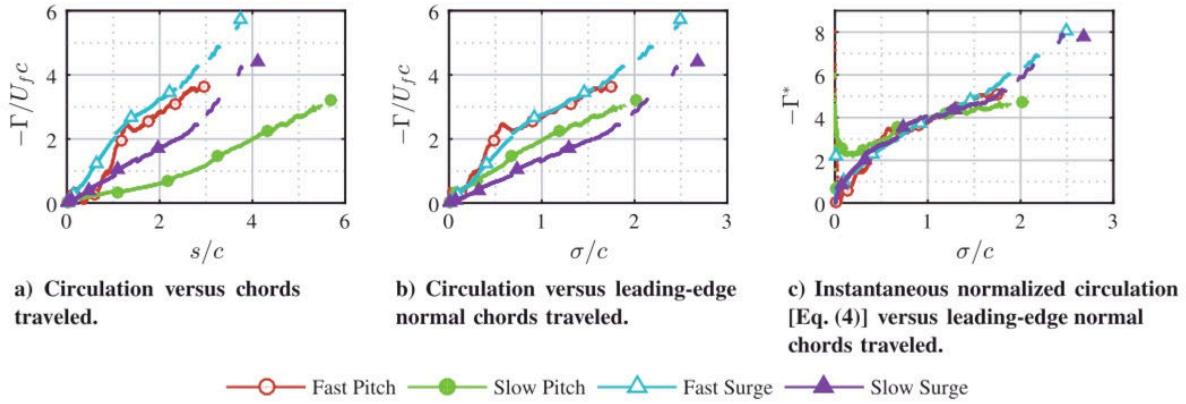 6
4
2
0
-Γ/U_f c
0 2 4 6
s/c
a) Circulation versus chords
traveled.
6
4
2
0
-Γ/U_f c
0 1 2 3
σ/c
b) Circulation versus leading-edge
normal chords traveled.
8
6
4
2
0
-Γ*
0 1 2 3
σ/c
c) Instantaneous normalized circulation
[Eq. (4)] versus leading-edge normal
chords traveled.
Fast Pitch Slow Pitch Fast Surge Slow Surge